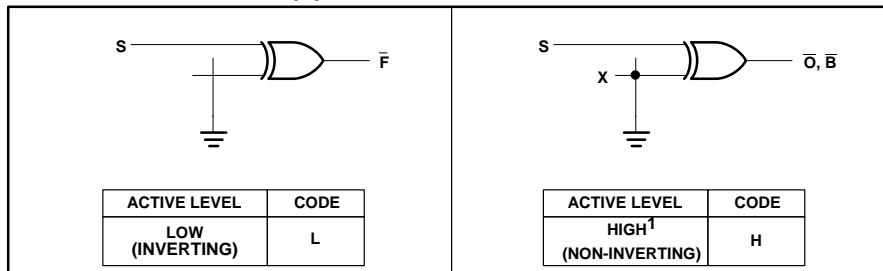 S
F̅
ACTIVE LEVEL CODE
LOW
(INVERTING)
L
S
X
O̅, B̅
ACTIVE LEVEL CODE
HIGH1
(NON-INVERTING)
H